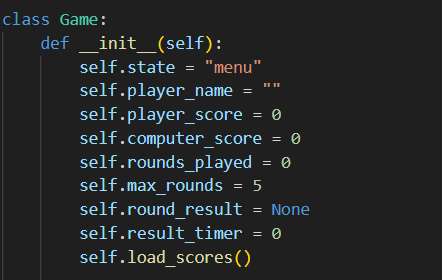 class Game:
    def __init__(self):
        self.state = "menu"
        self.player_name = ""
        self.player_score = 0
        self.computer_score = 0
        self.rounds_played = 0
        self.max_rounds = 5
        self.round_result = None
        self.result_timer = 0
        self.load_scores()